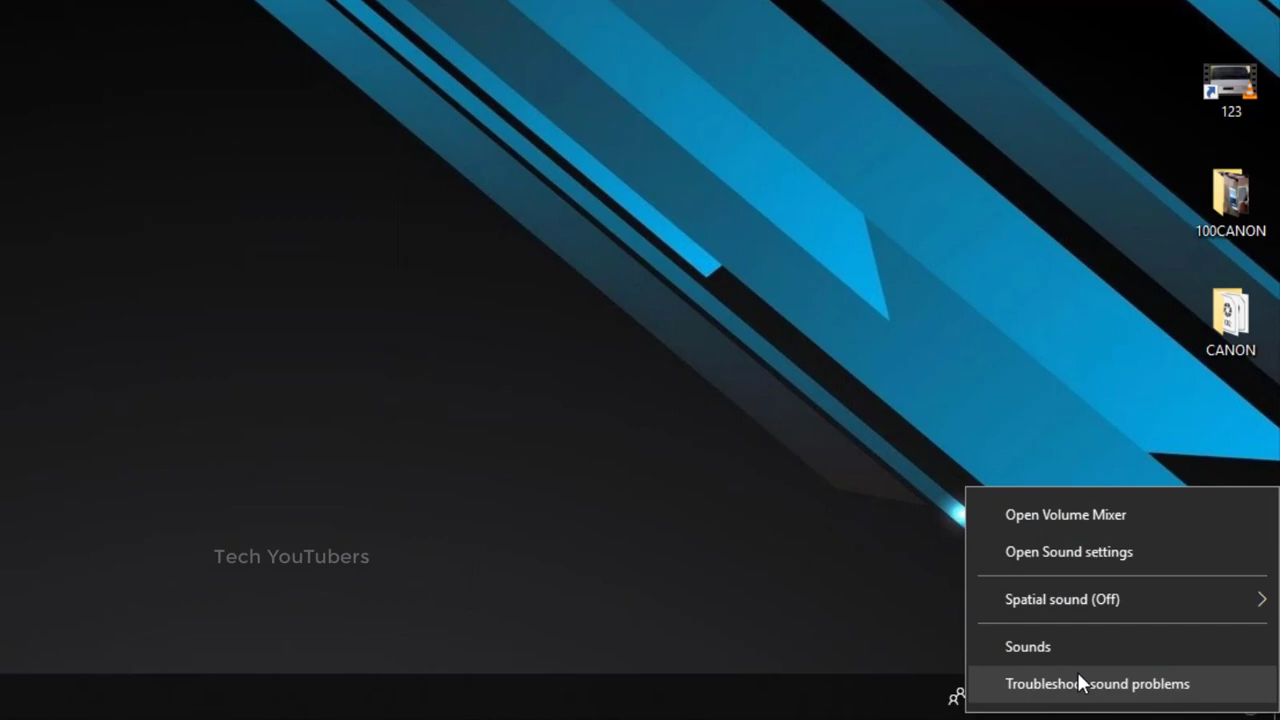 123
100CANON
CANON
Tech YouTubers
Open Volume Mixer
Open Sound settings
Spatial sound (Off)
Sounds
Troubleshoot sound problems